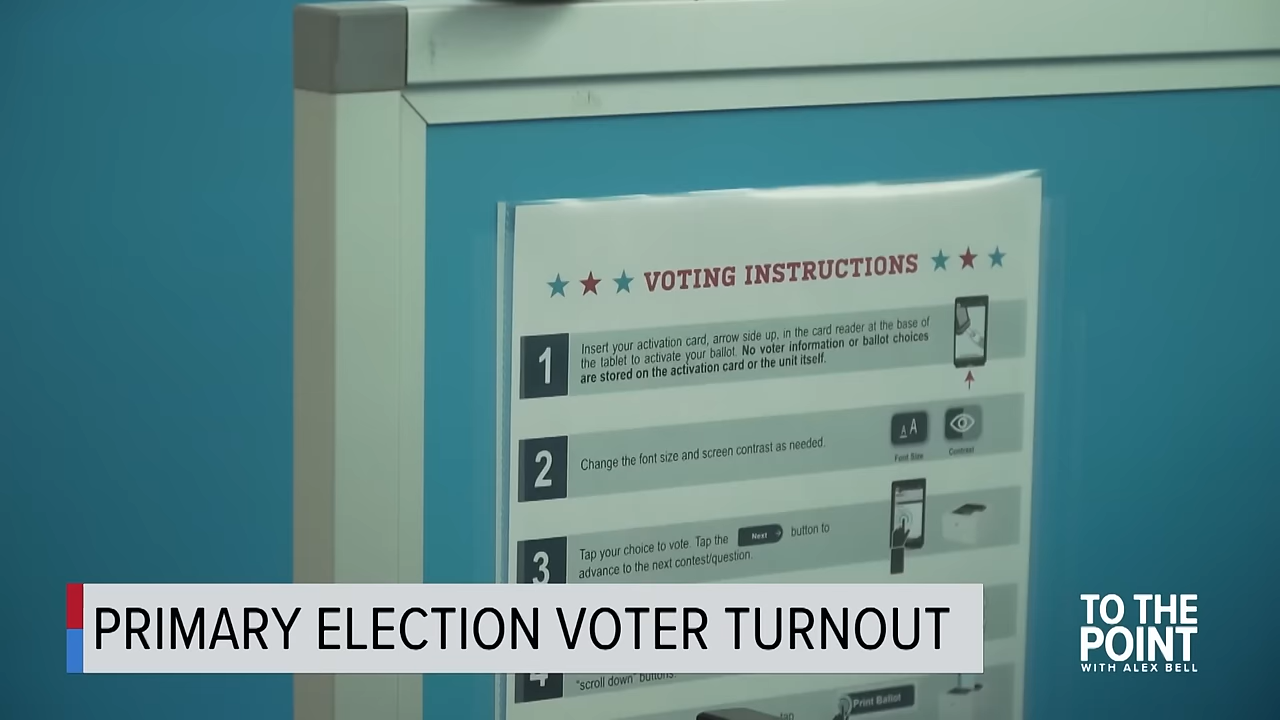 VOTING INSTRUCTIONS
1
Insert your activation card, arrow side up, in the card reader at the base of
the tablet to activate your ballot. No voter information or ballot choices
are stored on the activation card or the unit itself.
2
Change the font size and screen contrast as needed.
A A
Font Size
Contrast
3
Tap your choice to vote. Tap the Next button to
advance to the next contest/question.
PRIMARY ELECTION VOTER TURNOUT
4
"scroll down" buttons.
Print Ballot
TO THE
POINT
WITH ALEX BELL